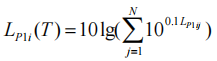 L_{P1i}(T) = 10lg(∑_{j=1}^{N} 10^{0.1L_{P1ij}})